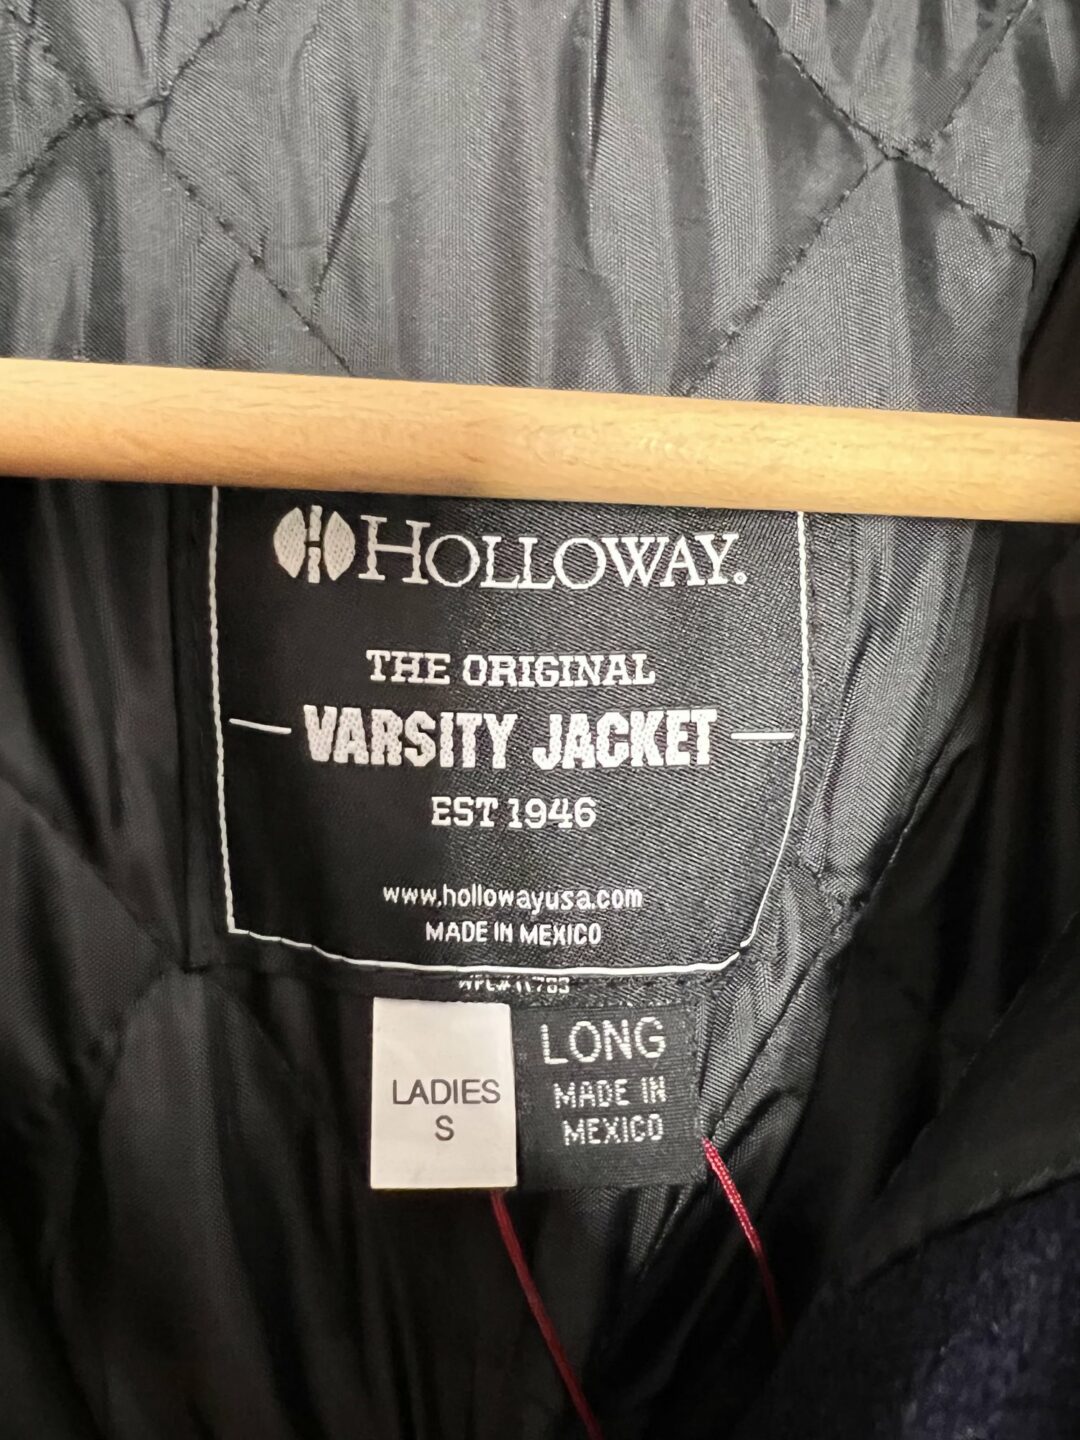 HOLLOWAY.
THE ORIGINAL
VARSITY JACKET
EST 1946
www.hollowayusa.com
MADE IN MEXICO
LADIES
S
LONG
MADE IN
MEXICO